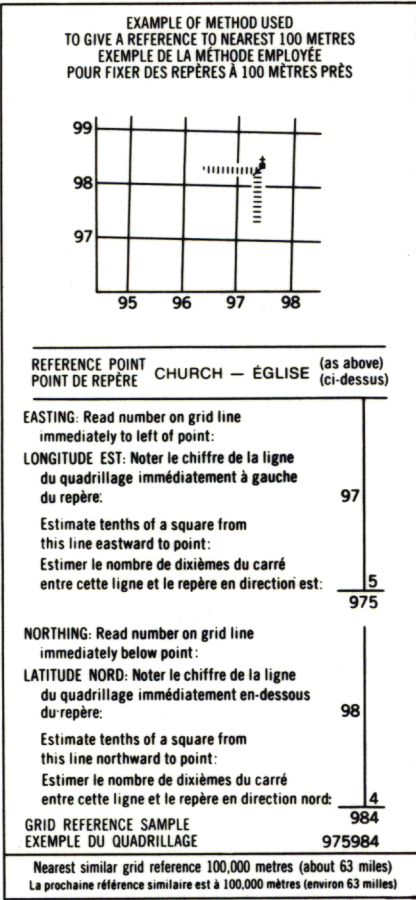 EXAMPLE OF METHOD USED
TO GIVE A REFERENCE TO NEAREST 100 METRES
EXEMPLE DE LA MÉTHODE EMPLOYÉE
POUR FIXER DES REPÈRES À 100 MÈTRES PRÈS
99
98
97
95 96 97 98
REFERENCE POINT
POINT DE REPÈRE
CHURCH — ÉGLISE
(as above)
(ci-dessus)
EASTING: Read number on grid line
immediately to left of point:
LONGITUDE EST: Noter le chiffre de la ligne
du quadrillage immédiatement à gauche
du repère: 97
Estimate tenths of a square from
this line eastward to point:
Estimer le nombre de dixièmes du carré
entre cette ligne et le repère en direction est: 5
975
NORTHING: Read number on grid line
immediately below point:
LATITUDE NORD: Noter le chiffre de la ligne
du quadrillage immédiatement en-dessous
du repère: 98
Estimate tenths of a square from
this line northward to point:
Estimer le nombre de dixièmes du carré
entre cette ligne et le repère en direction nord: 4
984
GRID REFERENCE SAMPLE
EXEMPLE DU QUADRILLAGE 975984
Nearest similar grid reference 100,000 metres (about 63 miles)
La prochaine référence similaire est à 100,000 mètres (environ 63 milles)